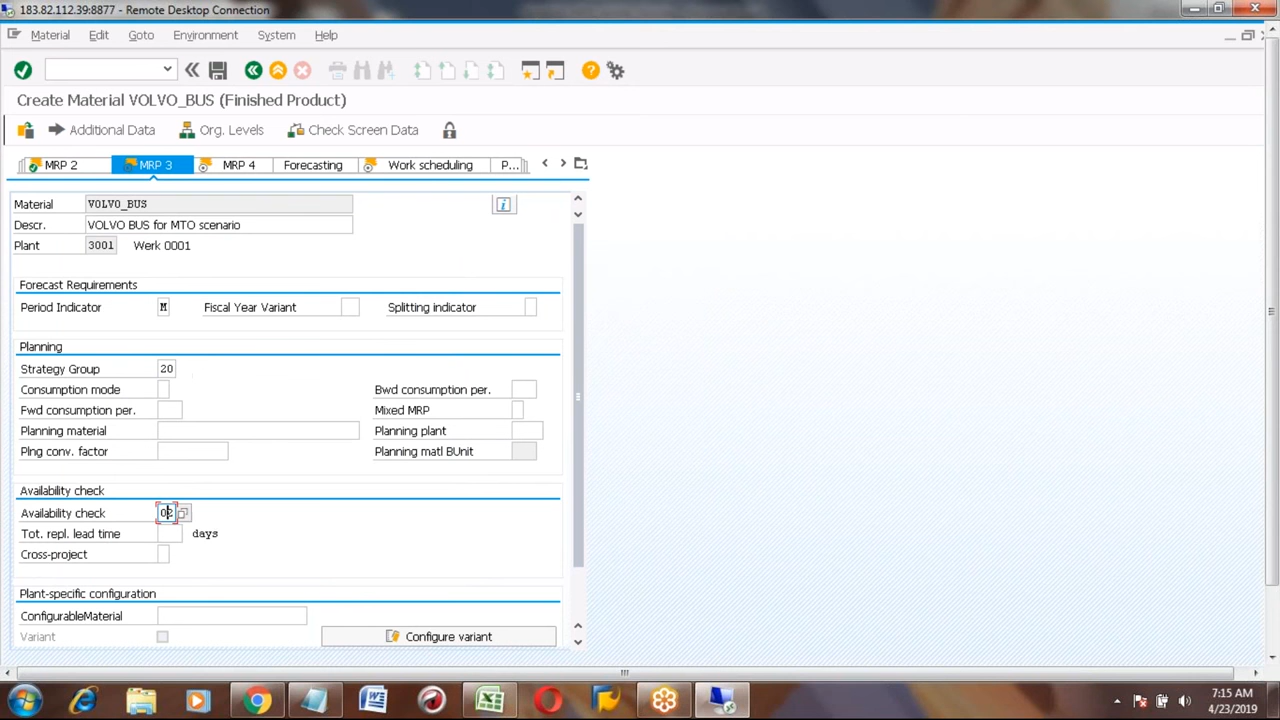 183.82.112.39:8877 - Remote Desktop Connection
Material Edit Goto Environment System Help
Create Material VOLVO_BUS (Finished Product)
Additional Data Org. Levels Check Screen Data
MRP 2 MRP 3 MRP 4 Forecasting Work scheduling P...
Material VOLVO_BUS
Descr. VOLVO BUS for MTO scenario
Plant 3001 Werk 0001
Forecast Requirements
Period Indicator M Fiscal Year Variant Splitting indicator
Planning
Strategy Group 20
Consumption mode Bwd consumption per.
Fwd consumption per. Mixed MRP
Planning material Planning plant
Plng conv. factor Planning matl BUnit
Availability check
Availability check 02
Tot. repl. lead time days
Cross-project
Plant-specific configuration
ConfigurableMaterial
Variant Configure variant
7:15 AM
4/23/2019